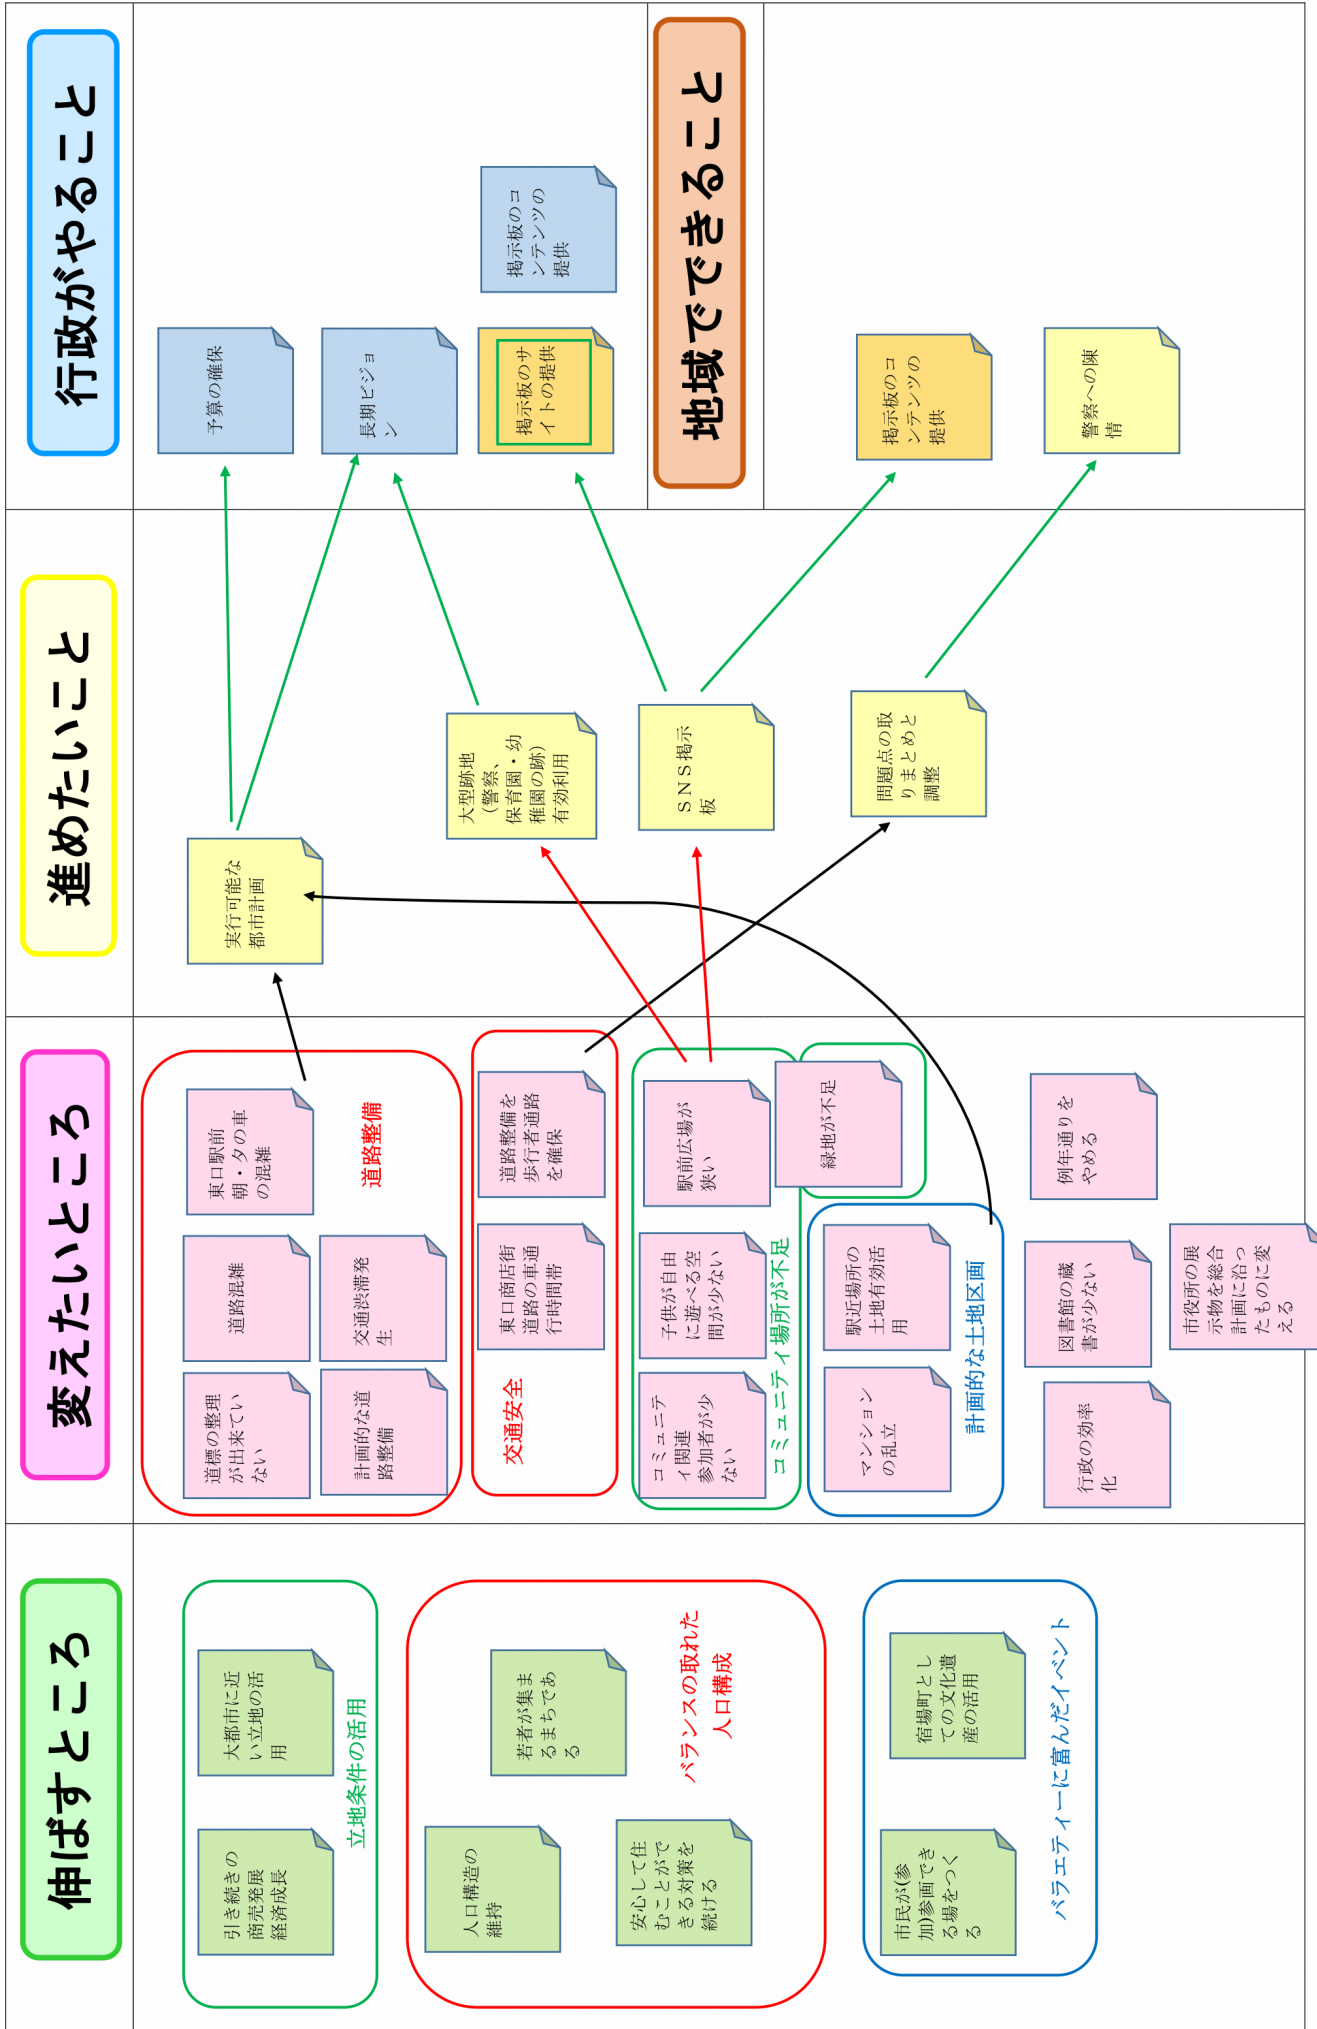 伸ばすところ
引き続きの
商売発展
経済成長
大都市に近
い立地の活
用
立地条件の活用
人口構造の
維持
若者が集ま
るまちであ
る
安心して住
むことがで
きる対策を
続ける
バランスの取れた
人口構成
市民が(参
加)参画でき
る場をつく
る
宿場町とし
ての文化遺
産の活用
バラエティーに富んだイベント
変えたいところ
道標の整理
が出来てい
ない
道路混雑
東口駅前
朝・夕の車
の混雑
計画的な道
路整備
交通渋滞発
生
道路整備
交通安全
東口商店街
道路の車通
行時間帯
道路整備を
歩行者通路
を確保
コミュニテ
ィ関連
参加者が少
ない
子供が自由
に遊べる空
間が少ない
駅前広場が
狭い
コミュニティ場所が不足
緑地が不足
マンション
の乱立
駅近場所の
土地有効活
用
計画的な土地区画
行政の効率
化
図書館の蔵
書が少ない
例年通りを
やめる
市役所の展
示物を総合
計画に沿っ
たものに変
える
進めたいこと
実行可能な
都市計画
大型跡地
（警察、
保育園・幼
稚園の跡）
有効利用
ＳＮＳ掲示
板
問題点の取
りまとめと
調整
行政がやること
予算の確保
長期ビジョ
ン
掲示板のサ
イトの提供
掲示板のコ
ンテンツの
提供
地域でできること
掲示板のコ
ンテンツの
提供
警察への陳
情